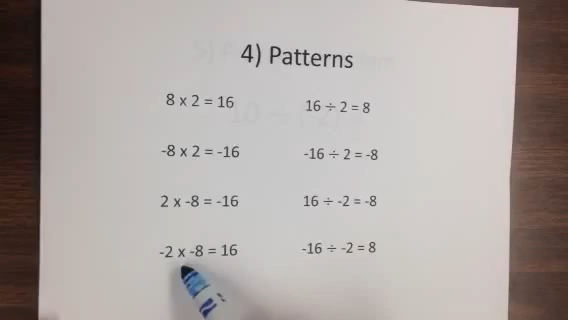 4) Patterns
8 x 2 = 16
16 ÷ 2 = 8
-8 x 2 = -16
-16 ÷ 2 = -8
2 x -8 = -16
16 ÷ -2 = -8
-2 x -8 = 16
-16 ÷ -2 = 8